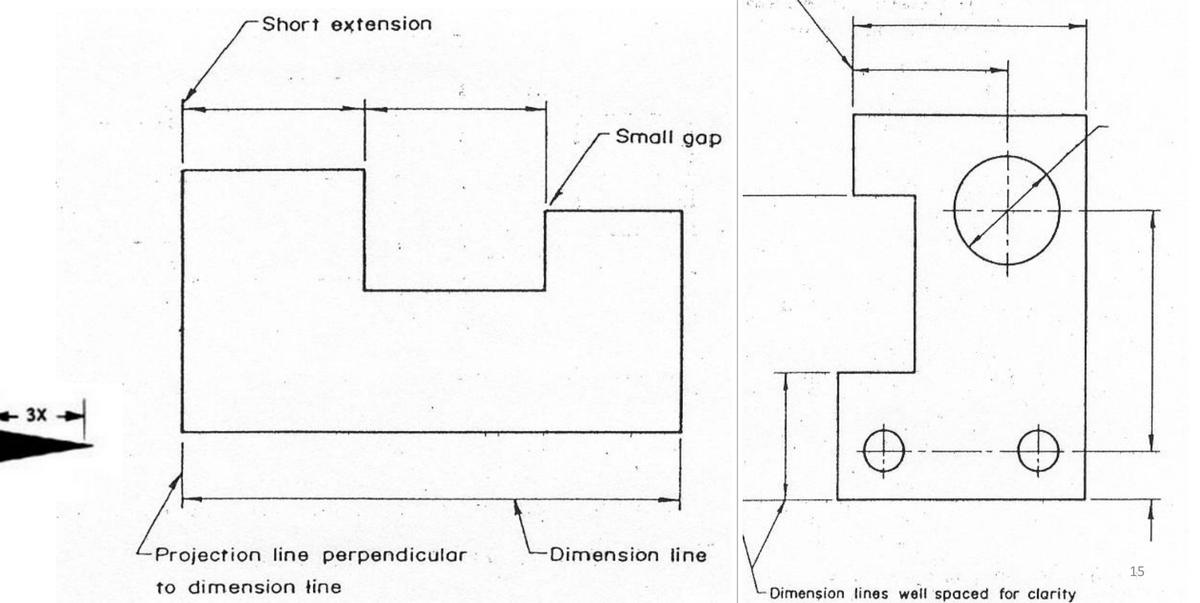 Short extension
Small gap
3X
Projection line perpendicular
to dimension line
Dimension line
15
Dimension lines well spaced for clarity